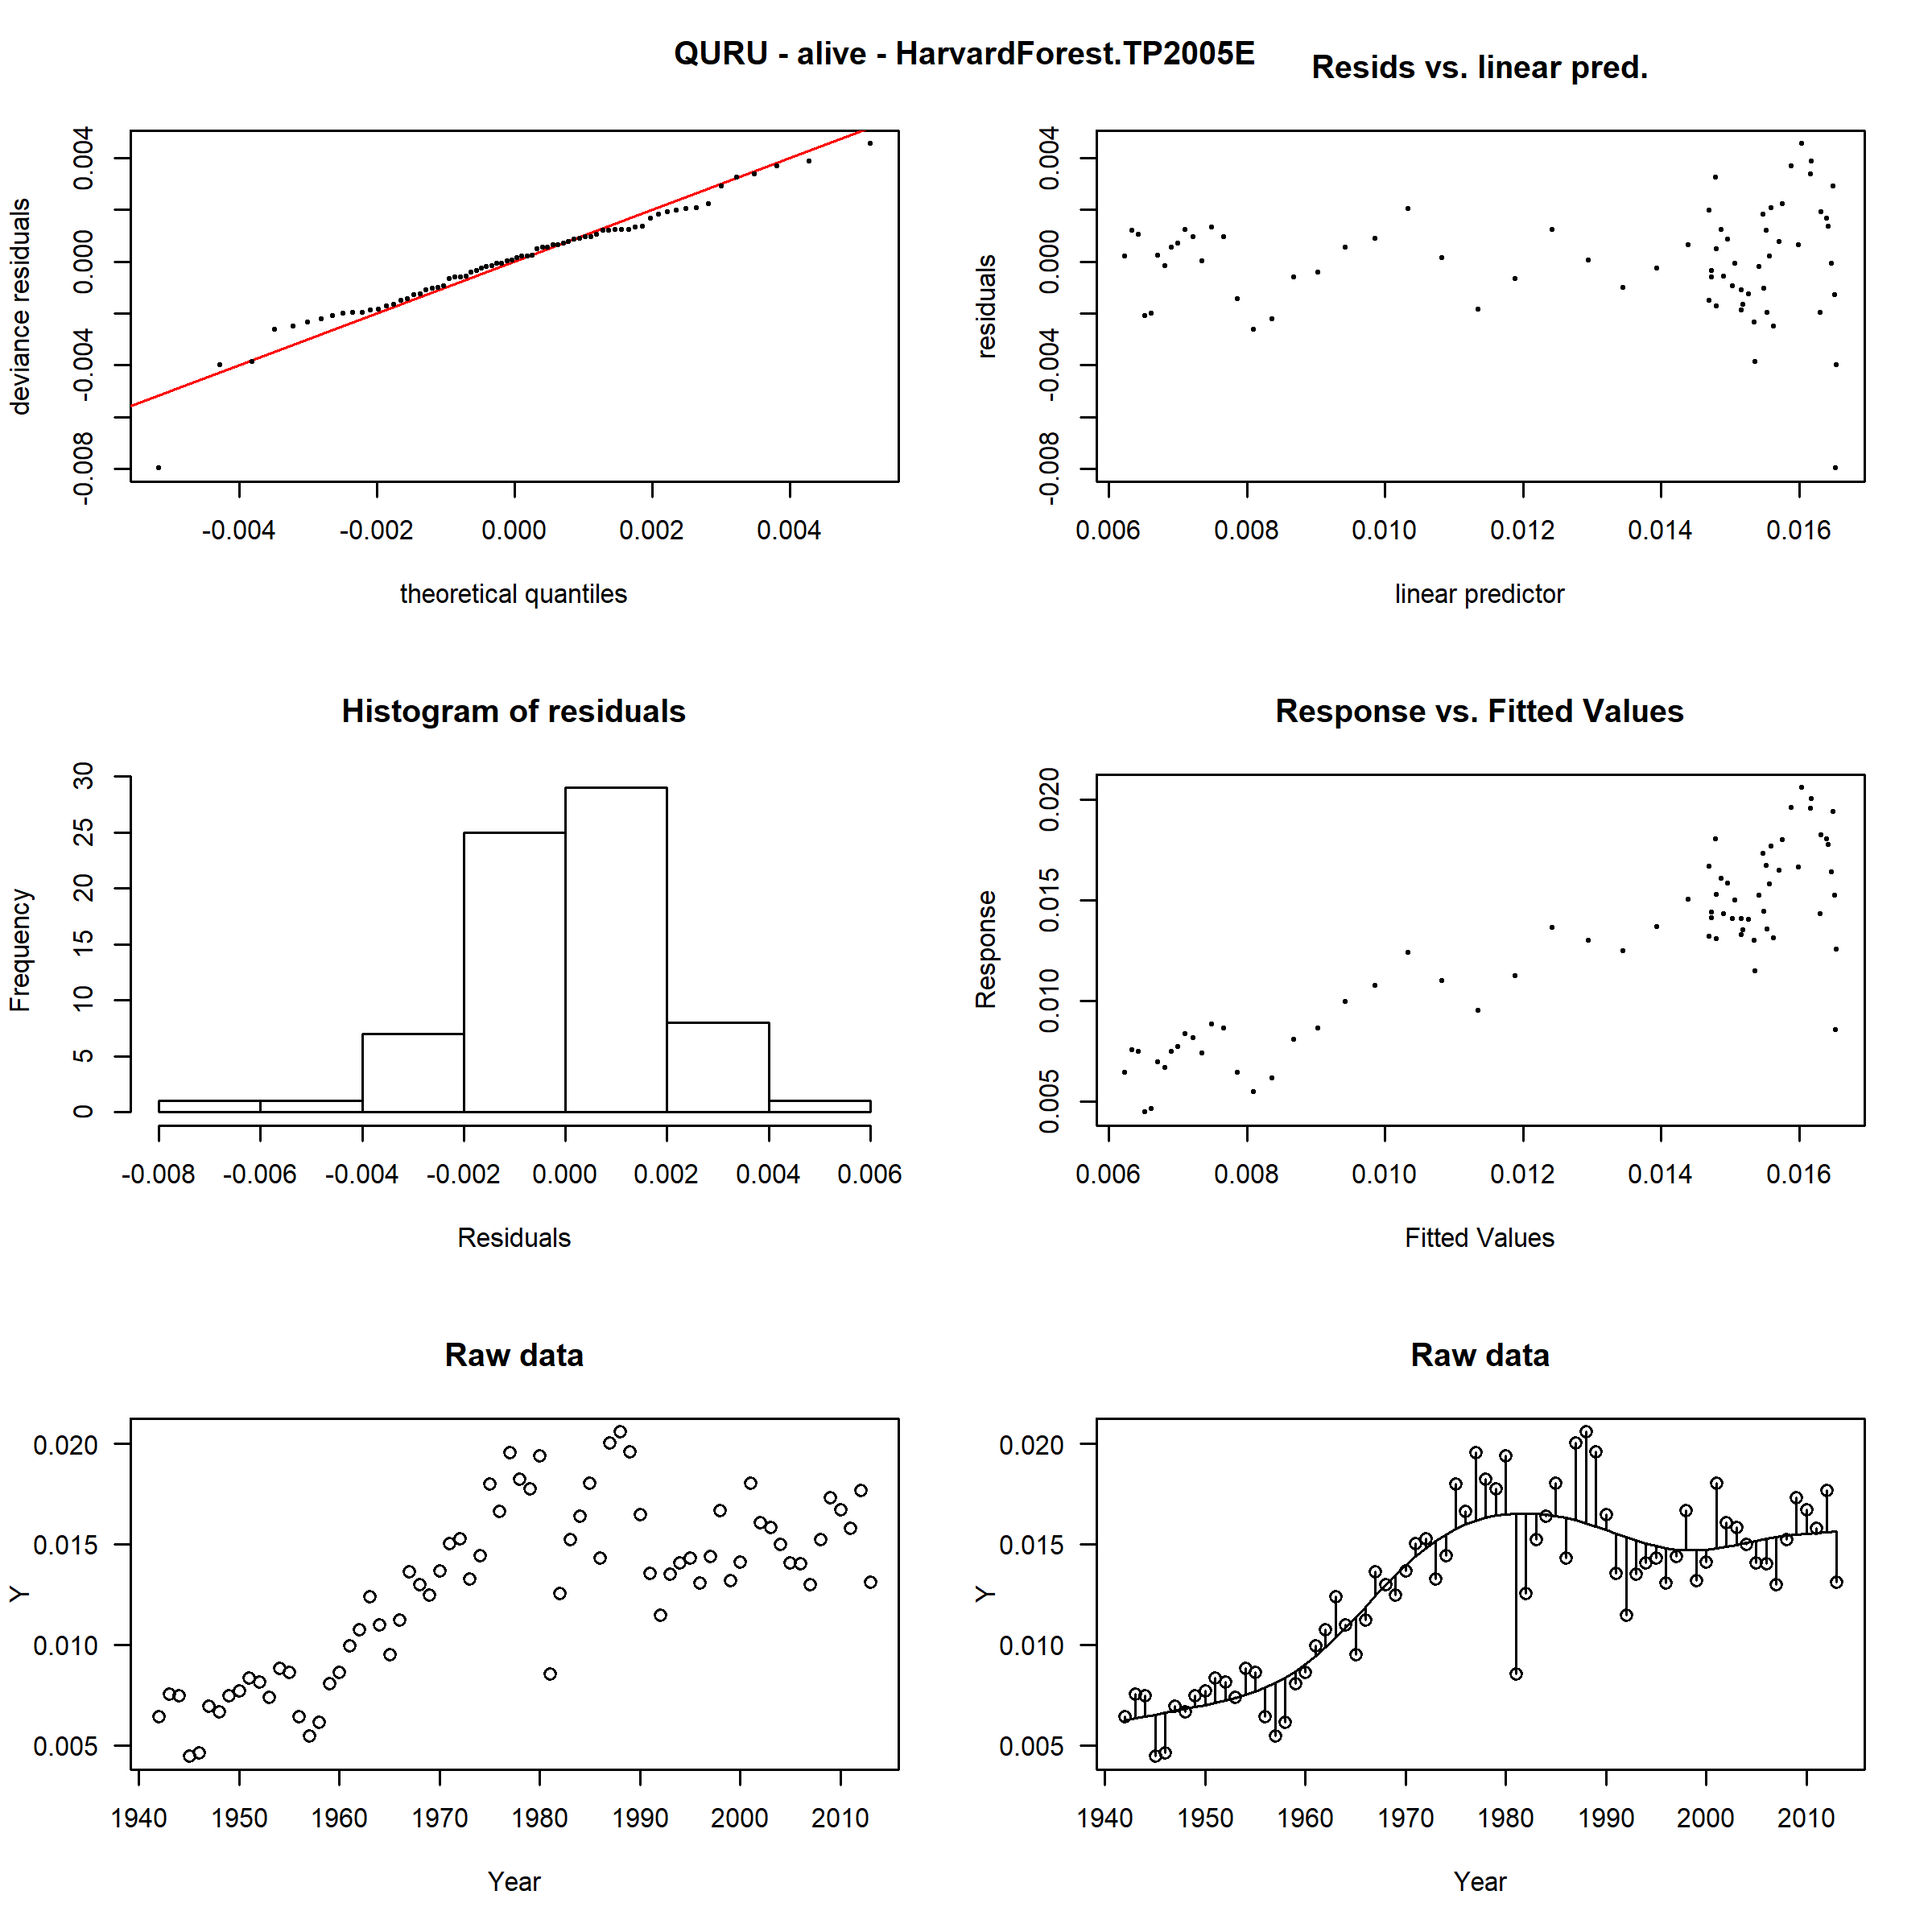 QURU - alive - HarvardForest.TP2005E
Resids vs. linear pred.
deviance residuals
0.004
0.000
-0.004
-0.008
-0.004 -0.002 0.000 0.002 0.004
theoretical quantiles
residuals
0.004
0.000
-0.004
-0.008
0.006 0.008 0.010 0.012 0.014 0.016
linear predictor
Histogram of residuals
Frequency
30
25
20
15
10
5
0
-0.008 -0.006 -0.004 -0.002 0.000 0.002 0.004 0.006
Residuals
Response vs. Fitted Values
Response
0.020
0.015
0.010
0.005
0.006 0.008 0.010 0.012 0.014 0.016
Fitted Values
Raw data
Y
0.020
0.015
0.010
0.005
1940 1950 1960 1970 1980 1990 2000 2010
Year
Raw data
Y
0.020
0.015
0.010
0.005
1940 1950 1960 1970 1980 1990 2000 2010
Year